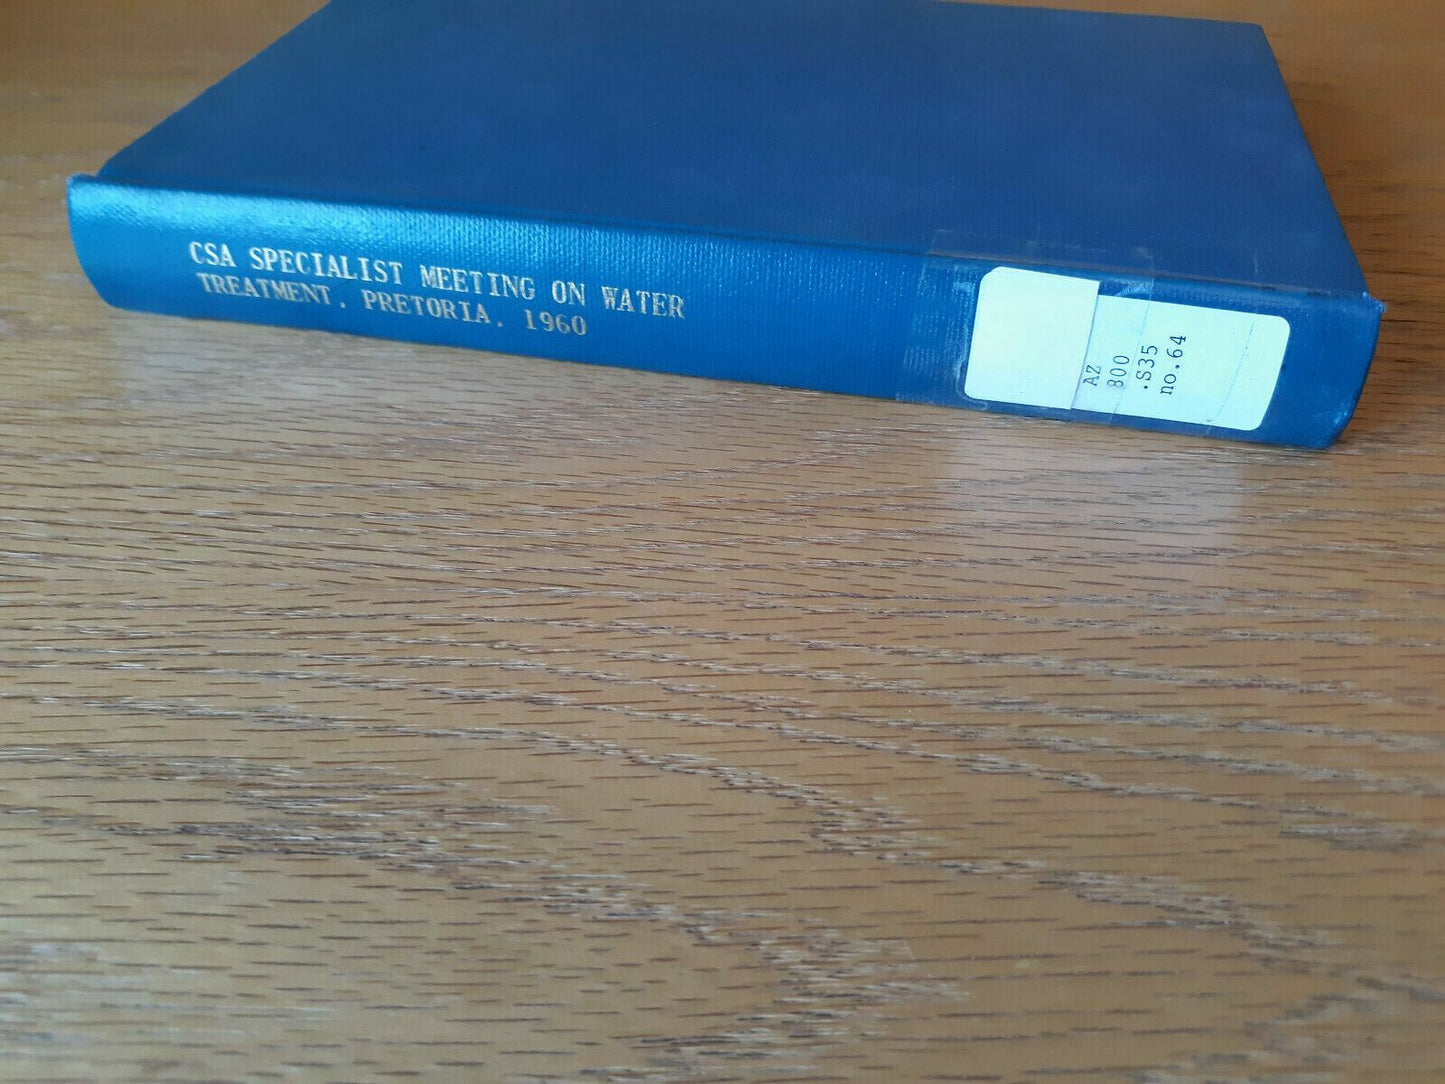 CSA SPECIALIST MEETING ON WATER
TREATMENT. PRETORIA. 1960
AZ
800
.S35
no.64